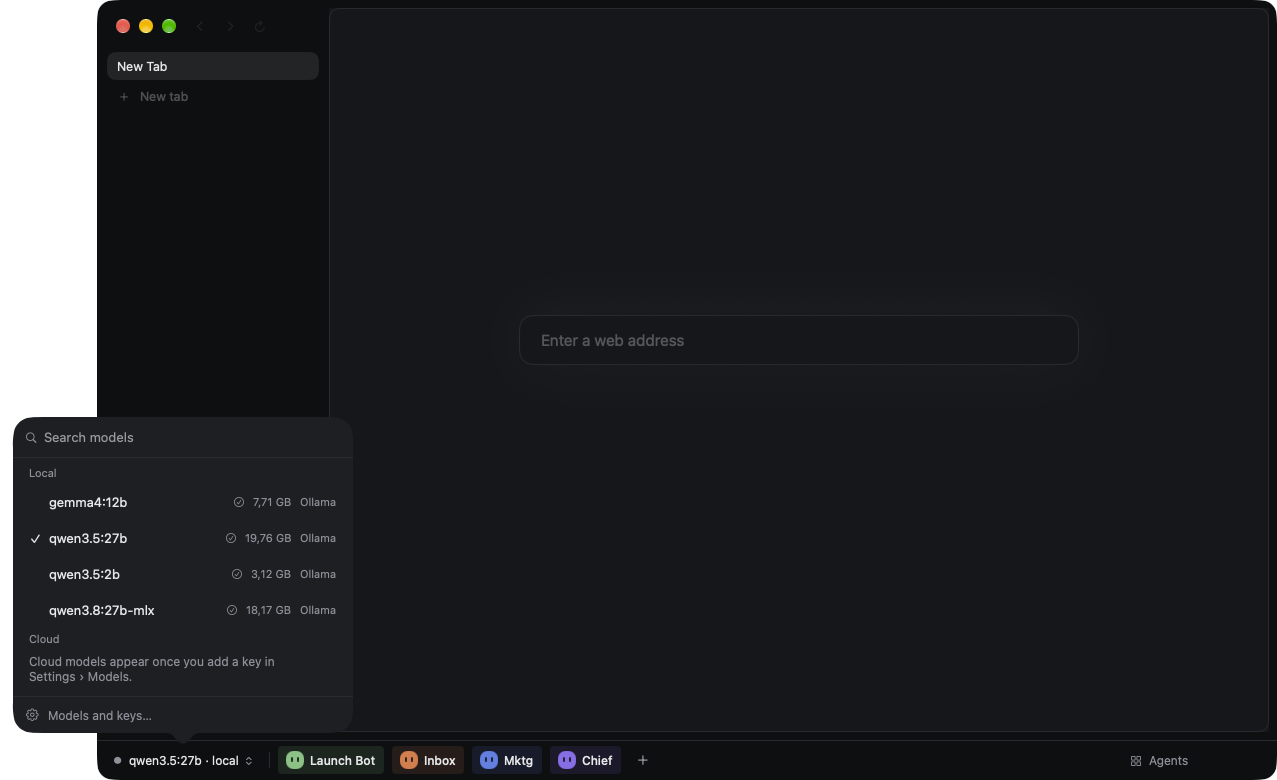 New Tab
+ New tab
Enter a web address
Search models
Local
gemma4:12b 7,71 GB Ollama
qwen3.5:27b 19,76 GB Ollama
qwen3.5:2b 3,12 GB Ollama
qwen3.8:27b-mlx 18,17 GB Ollama
Cloud
Cloud models appear once you add a key in
Settings › Models.
Models and keys...
qwen3.5:27b · local Launch Bot Inbox Mktg Chief + Agents